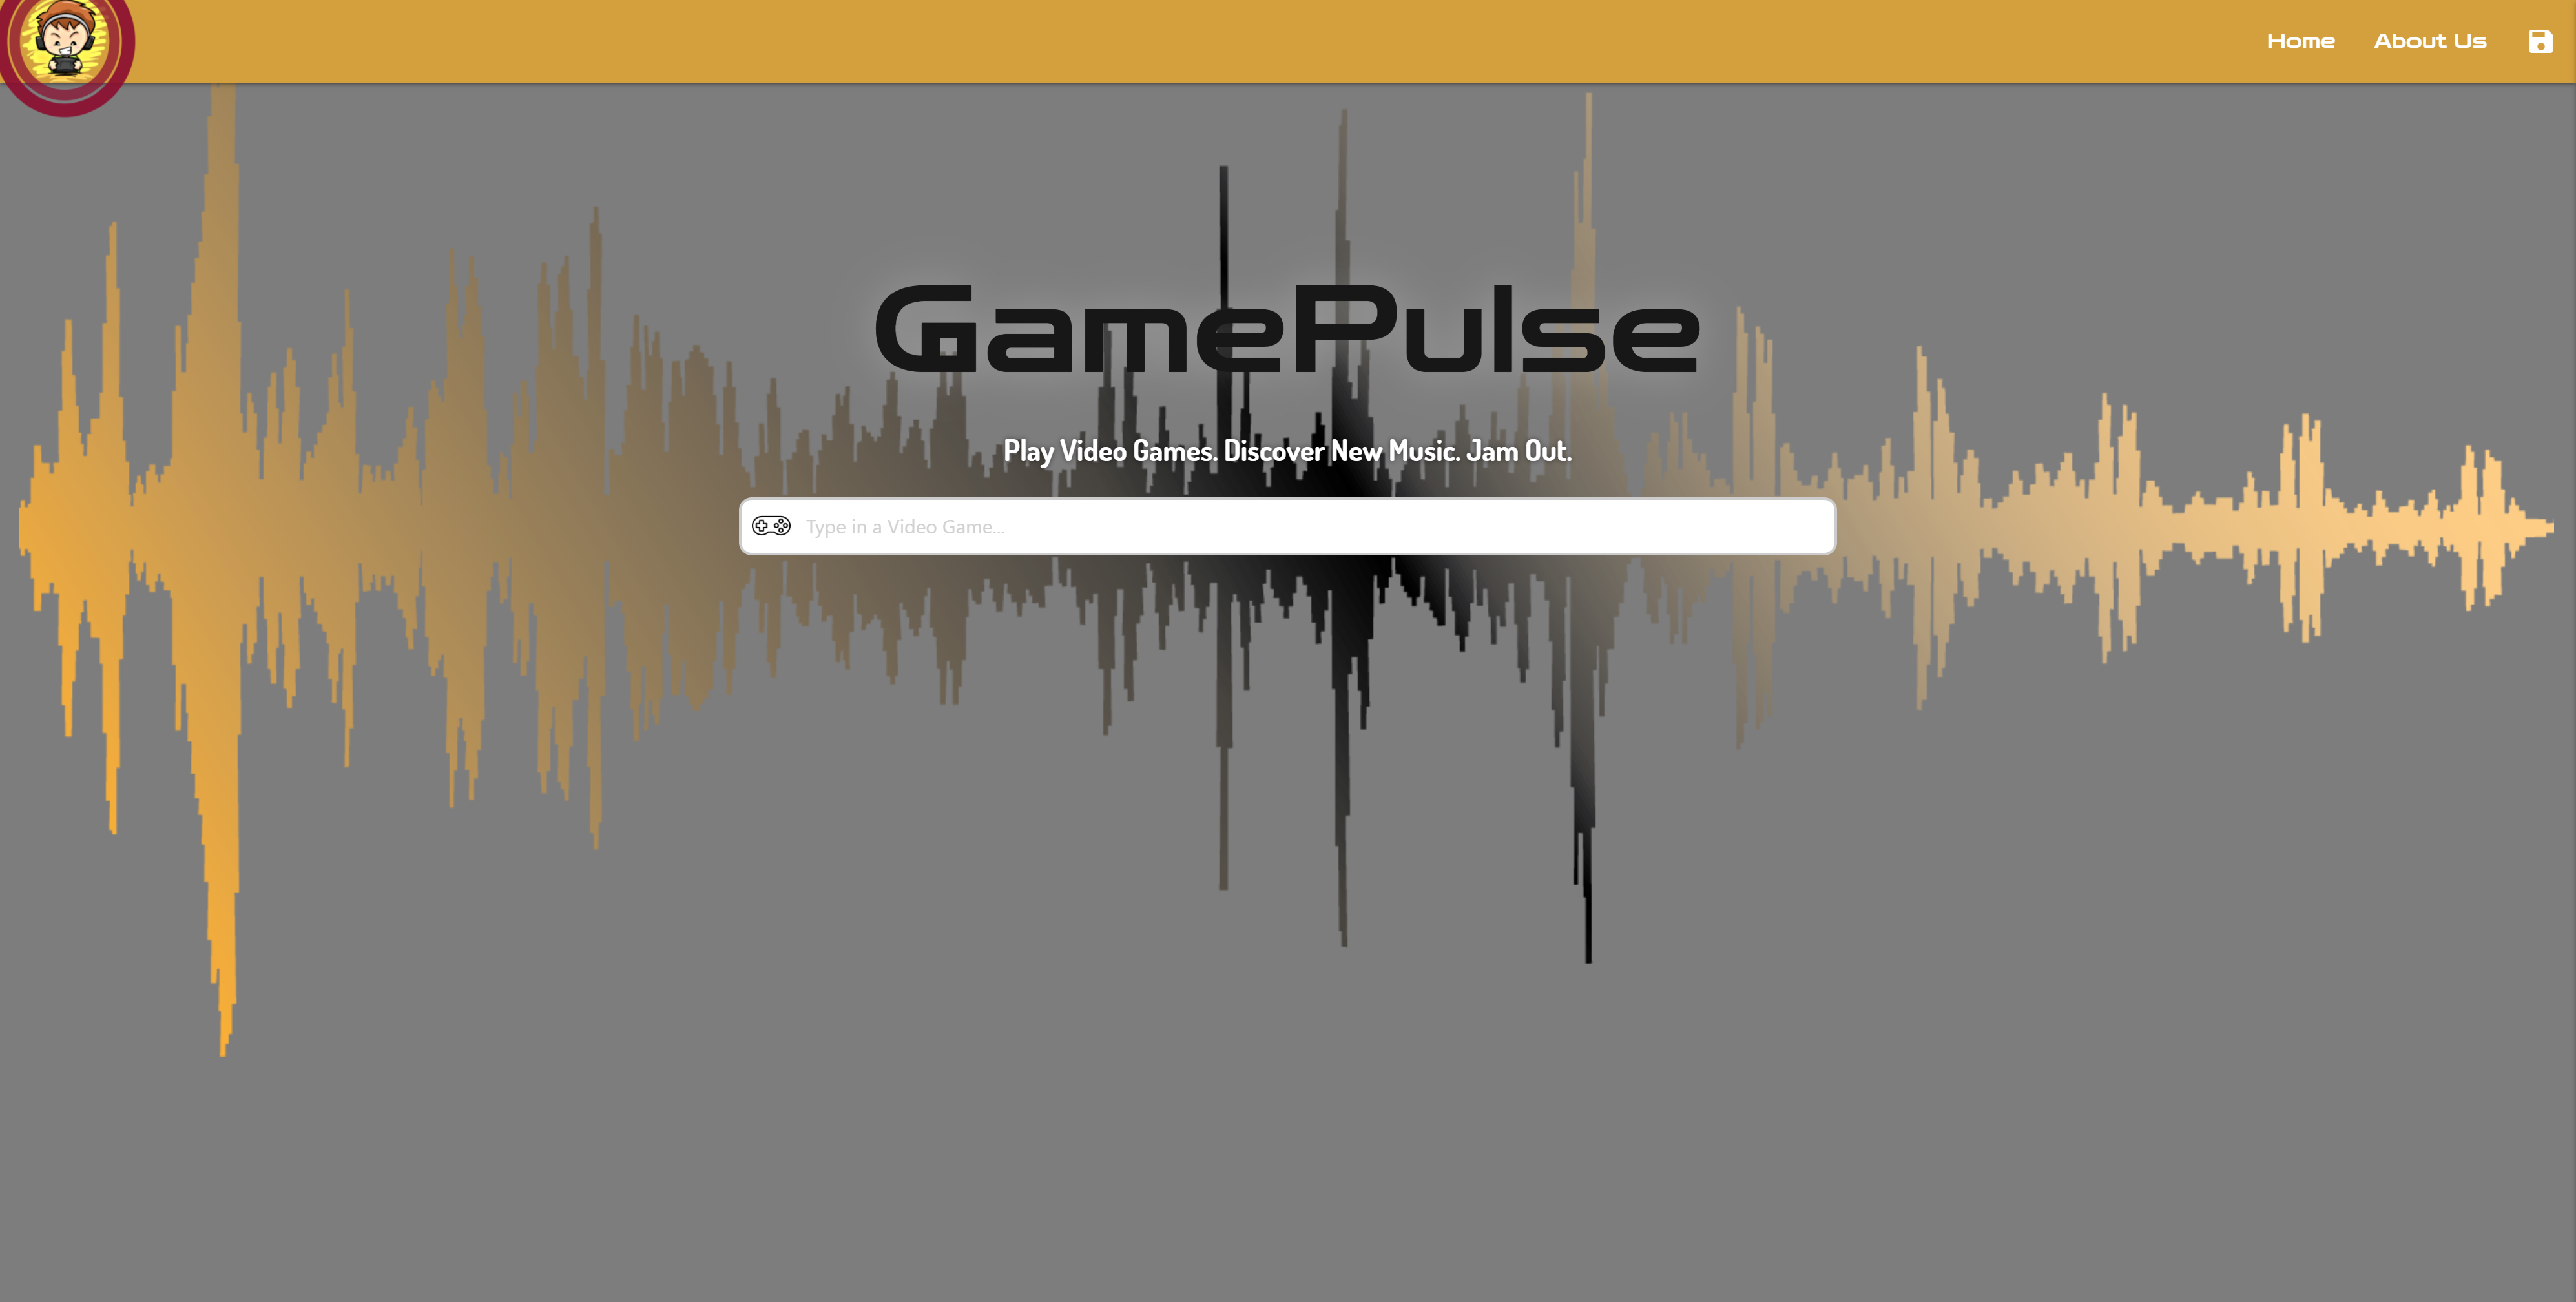 Home
About Us
GamePulse
Play Video Games. Discover New Music. Jam Out.
Type in a Video Game...